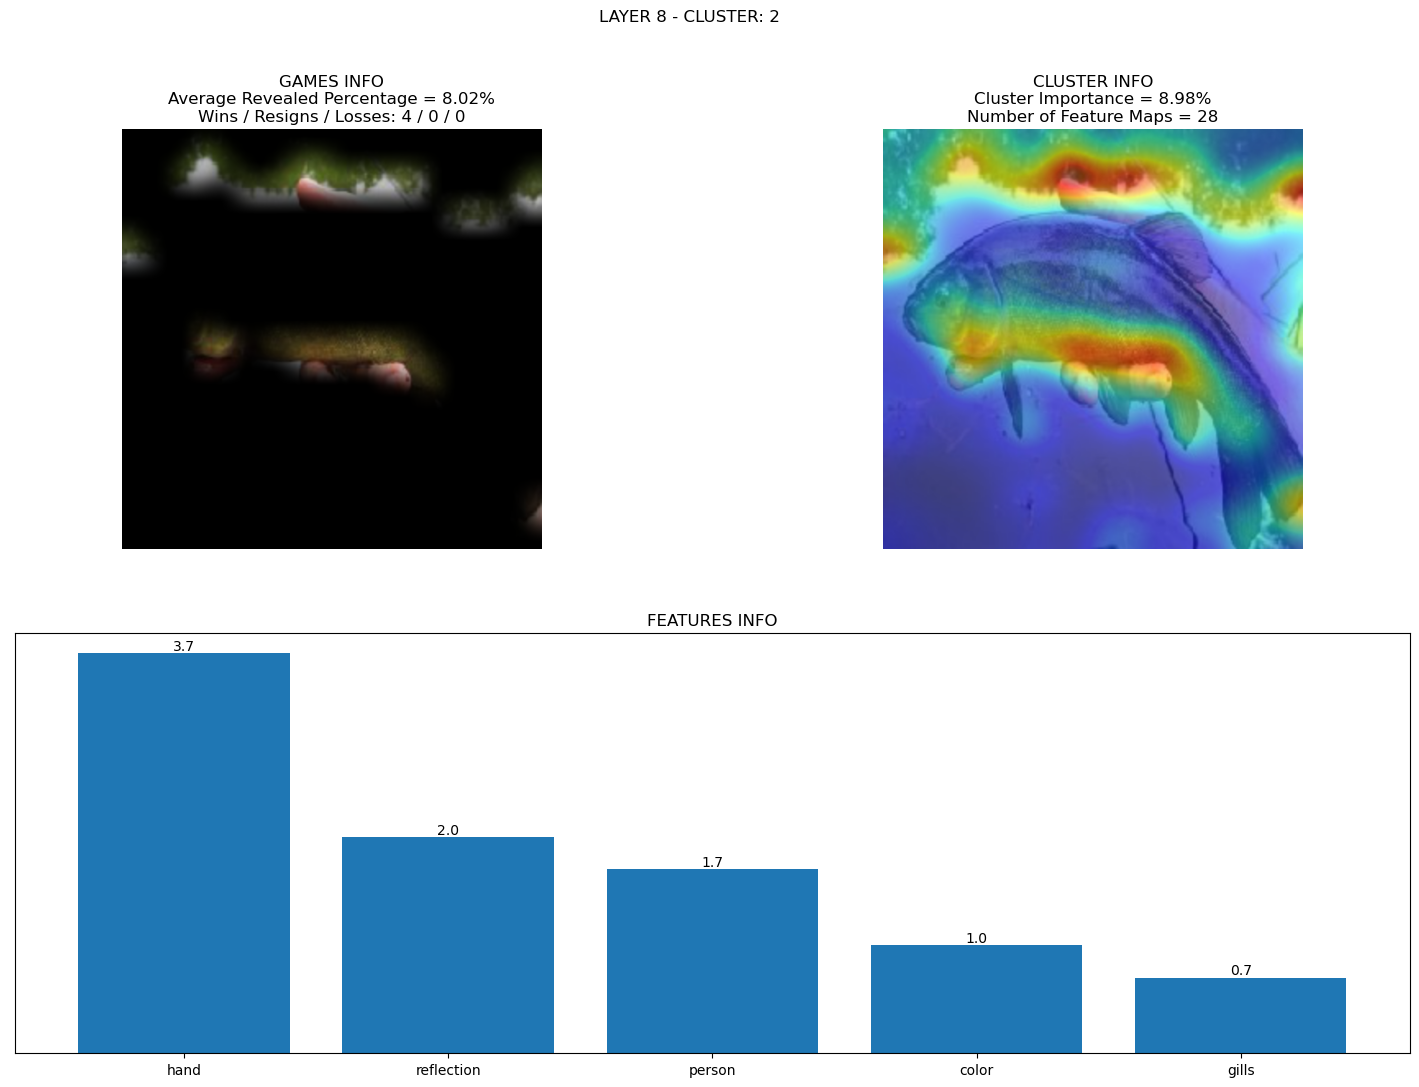 LAYER 8 - CLUSTER: 2
GAMES INFO
Average Revealed Percentage = 8.02%
Wins / Resigns / Losses: 4 / 0 / 0
CLUSTER INFO
Cluster Importance = 8.98%
Number of Feature Maps = 28
FEATURES INFO
3.7
2.0
1.7
1.0
0.7
hand
reflection
person
color
gills